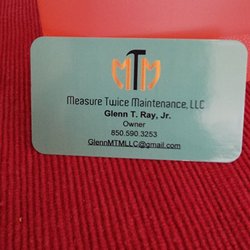 MTM
Measure Twice Maintenance, LLC
Glenn T. Ray, Jr.
Owner
850.590.3253
GlennMTMLLC@gmail.com